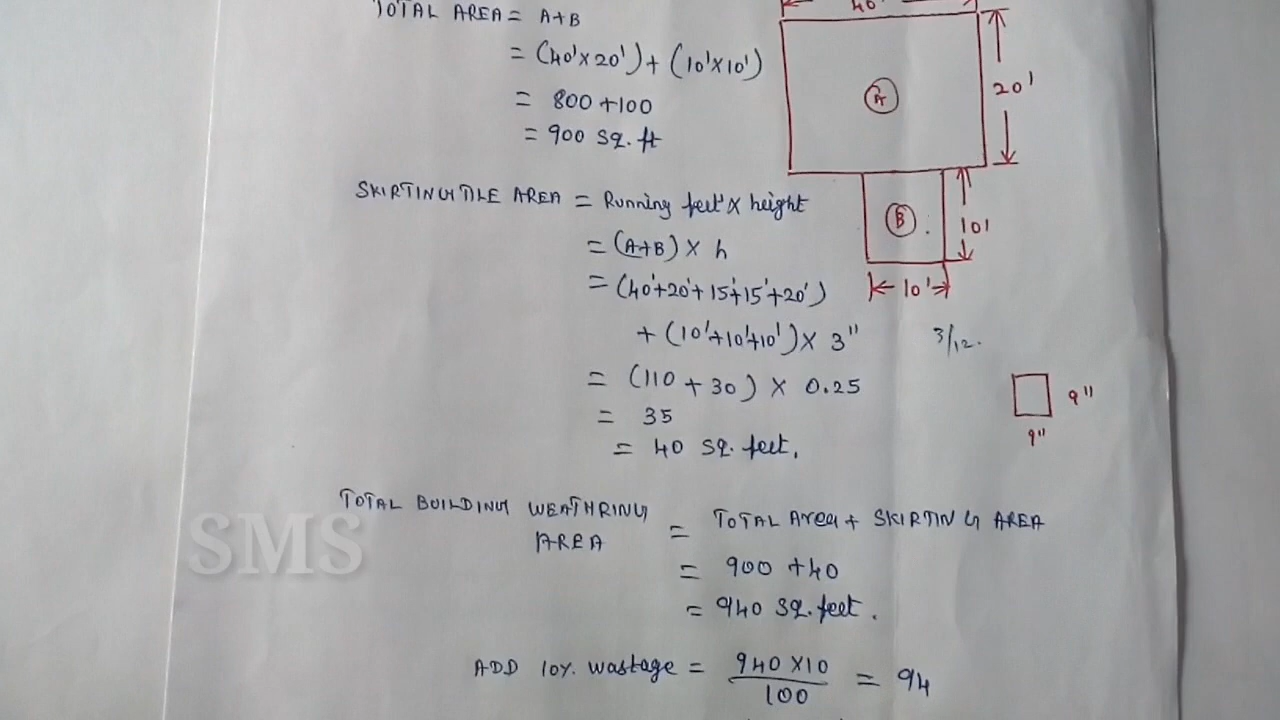 TOTAL AREA = A+B
= (40'x20') + (10'x10')
= 800 +100
= 900 Sq. ft
40'
A
20'
B
10'
10'
SKIRTING TILE AREA = Running feet x height
= (A+B) x h
= (40'+20'+15'+15'+20')
+ (10'+10'+10') x 3"
3/12.
= (110 + 30) x 0.25
= 35
= 40 SQ. feet.
9"
9"
TOTAL BUILDING WEATHRING AREA = TOTAL Area + SKIRTING AREA
= 900 +40
= 940 SQ. feet.
ADD 10%. wastage = 940 X10 / 100 = 94
SMS